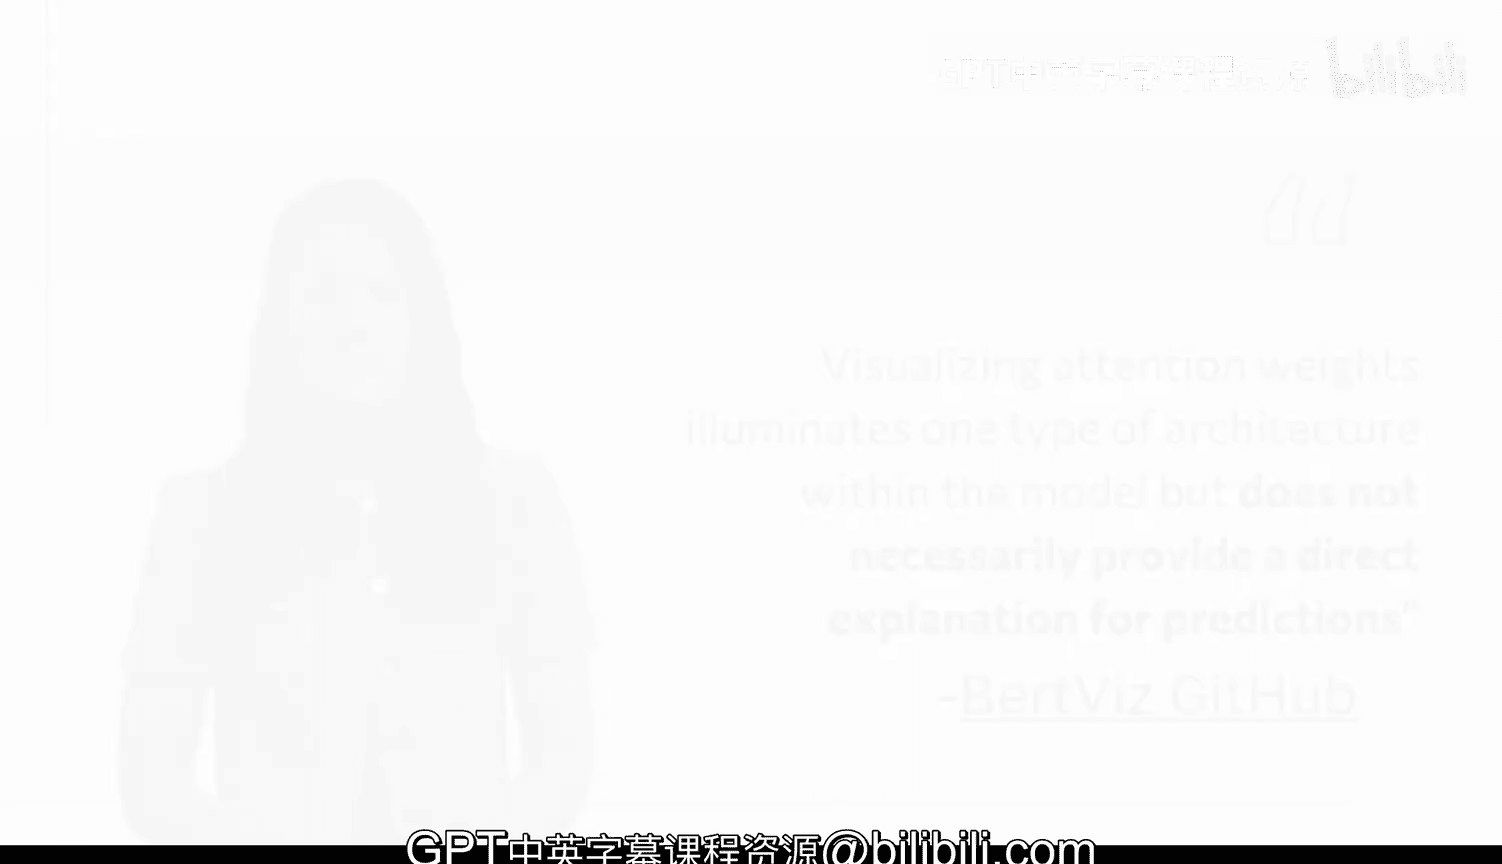 GPT中英字幕课程资源 bilibili
“
Visualizing attention weights
illuminates one type of architecture
within the model but does not
necessarily provide a direct
explanation for predictions"
-BertViz GitHub
GPT中英字幕课程资源@bilibili.com